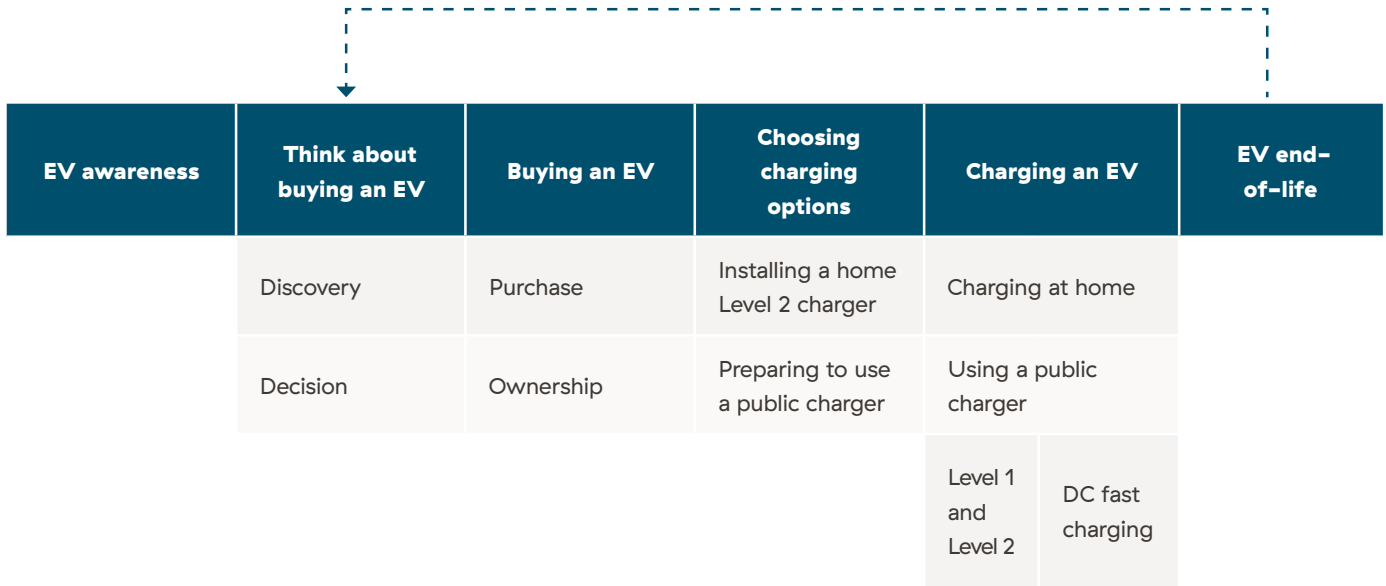 EV awareness
Think about
buying an EV
Buying an EV
Choosing
charging
options
Charging an EV
EV end-
of-life
Discovery
Purchase
Installing a home
Level 2 charger
Charging at home
Decision
Ownership
Preparing to use
a public charger
Using a public
charger
Level 1
and
Level 2
DC fast
charging